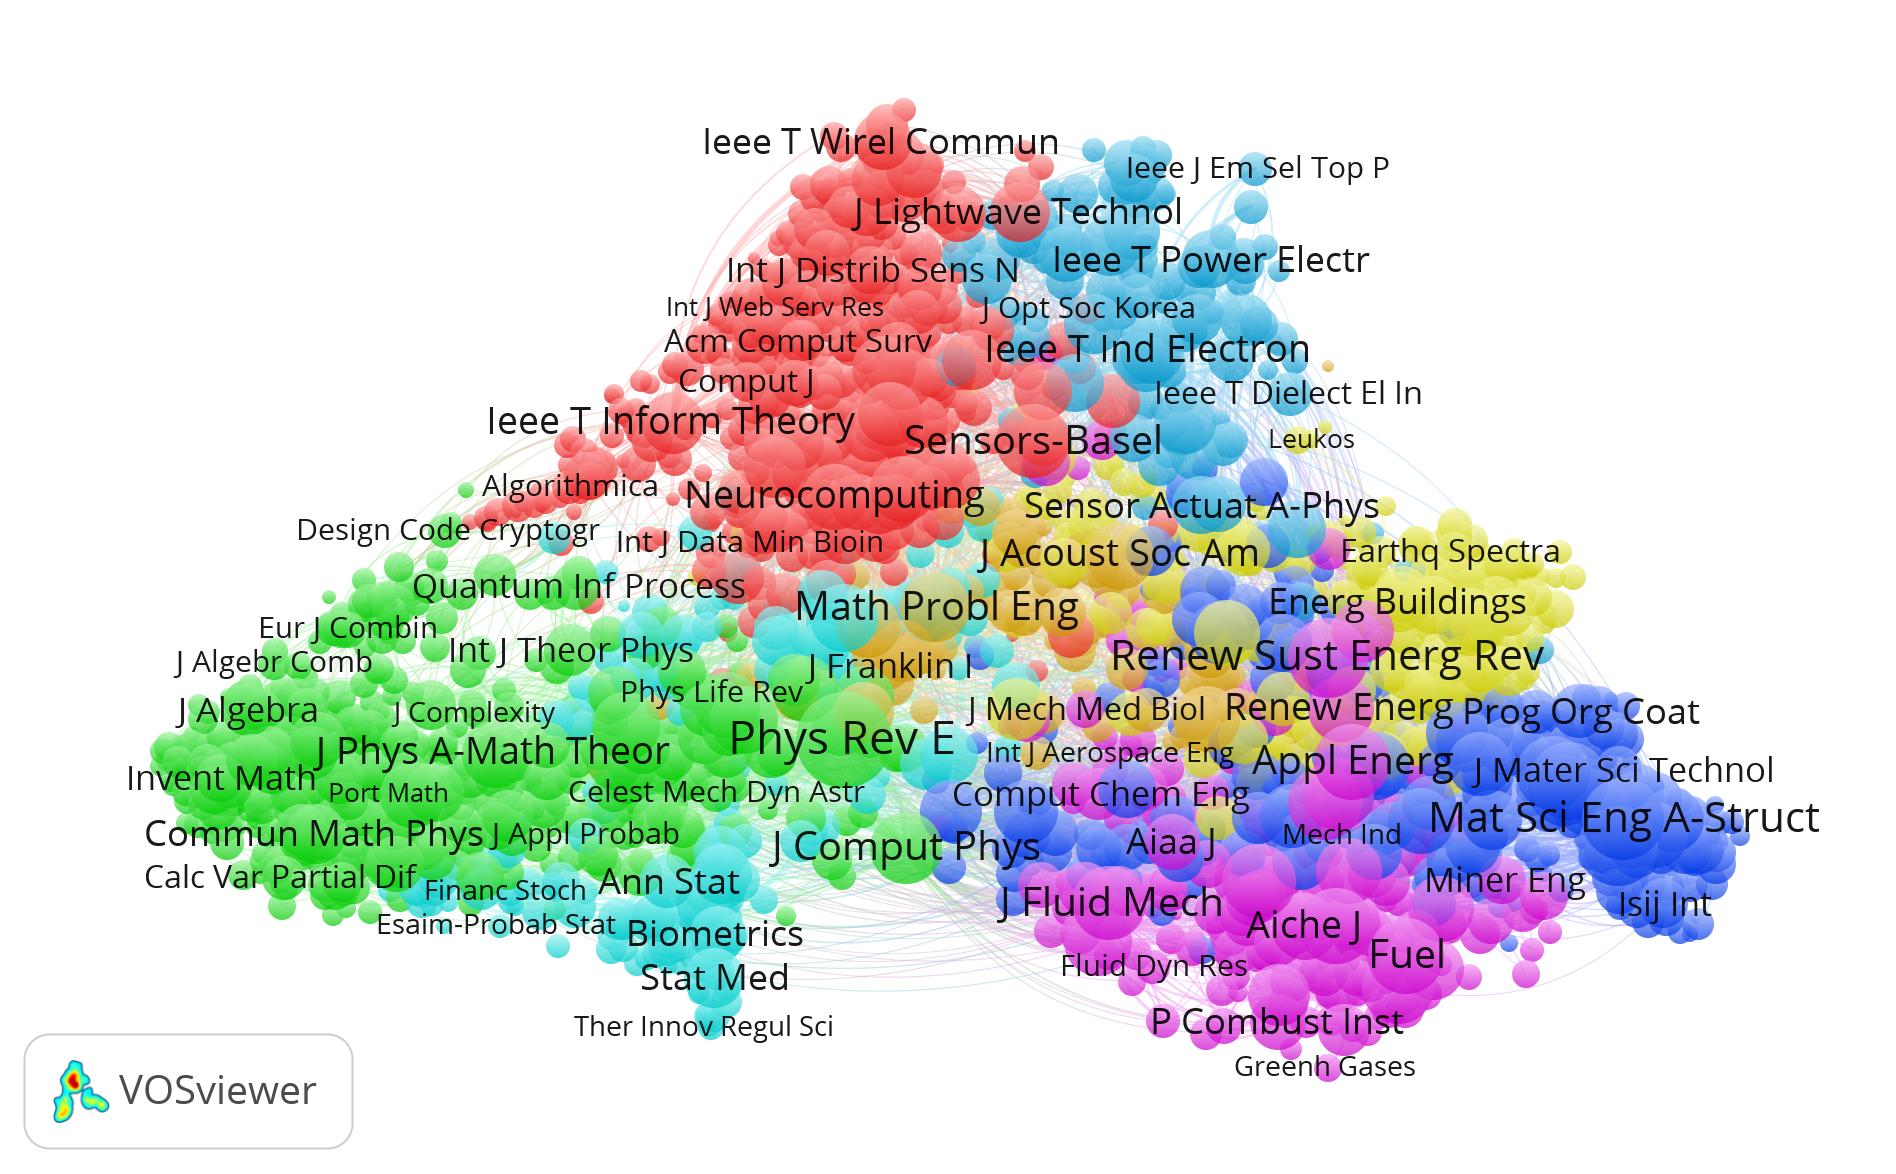 Ieee T Wirel Commun
Ieee J Em Sel Top P
J Lightwave Technol
Ieee T Power Electr
Int J Distrib Sens N
Int J Web Serv Res
J Opt Soc Korea
Acm Comput Surv
Ieee T Ind Electron
Comput J
Ieee T Dielect El In
Ieee T Inform Theory
Sensors-Basel
Leukos
Algorithmica
Neurocomputing
Sensor Actuat A-Phys
Design Code Cryptogr
Int J Data Min Bioin
J Acoust Soc Am
Earthq Spectra
Quantum Inf Process
Math Probl Eng
Energ Buildings
Eur J Combin
Int J Theor Phys
J Algebr Comb
J Franklin I
Renew Sust Energ Rev
Phys Life Rev
J Algebra
J Complexity
J Mech Med Biol
Renew Energ
Prog Org Coat
J Phys A-Math Theor
Phys Rev E
Int J Aerospace Eng
Appl Energ
J Mater Sci Technol
Invent Math
Port Math
Celest Mech Dyn Astr
Comput Chem Eng
Mat Sci Eng A-Struct
Commun Math Phys
J Appl Probab
J Comput Phys
Aiaa J
Mech Ind
Calc Var Partial Dif
Financ Stoch
Ann Stat
Miner Eng
J Fluid Mech
Isij Int
Esaim-Probab Stat
Biometrics
Aiche J
Fuel
Stat Med
Fluid Dyn Res
Ther Innov Regul Sci
P Combust Inst
Greenh Gases
VOSviewer